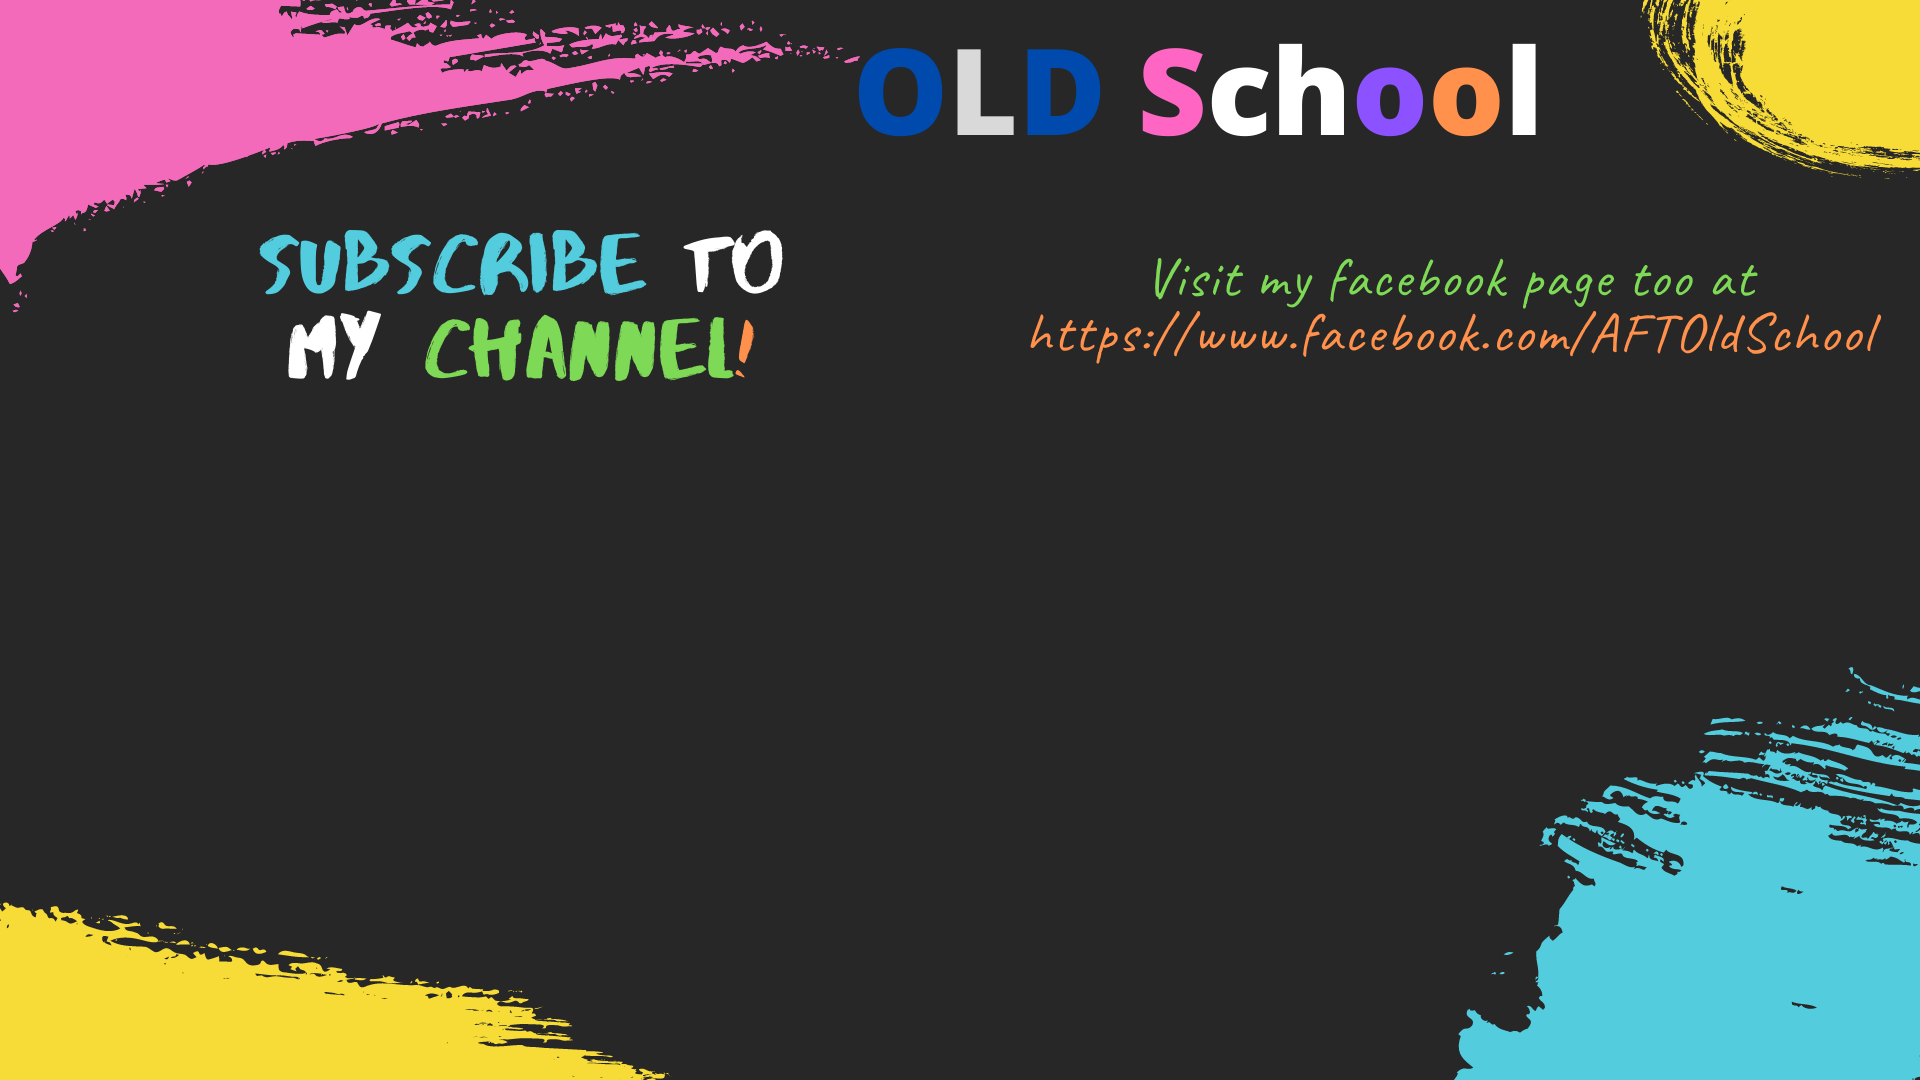 OLD School
SUBSCRIBE TO
MY CHANNEL!
Visit my facebook page too at
https://www.facebook.com/AFTOldSchool